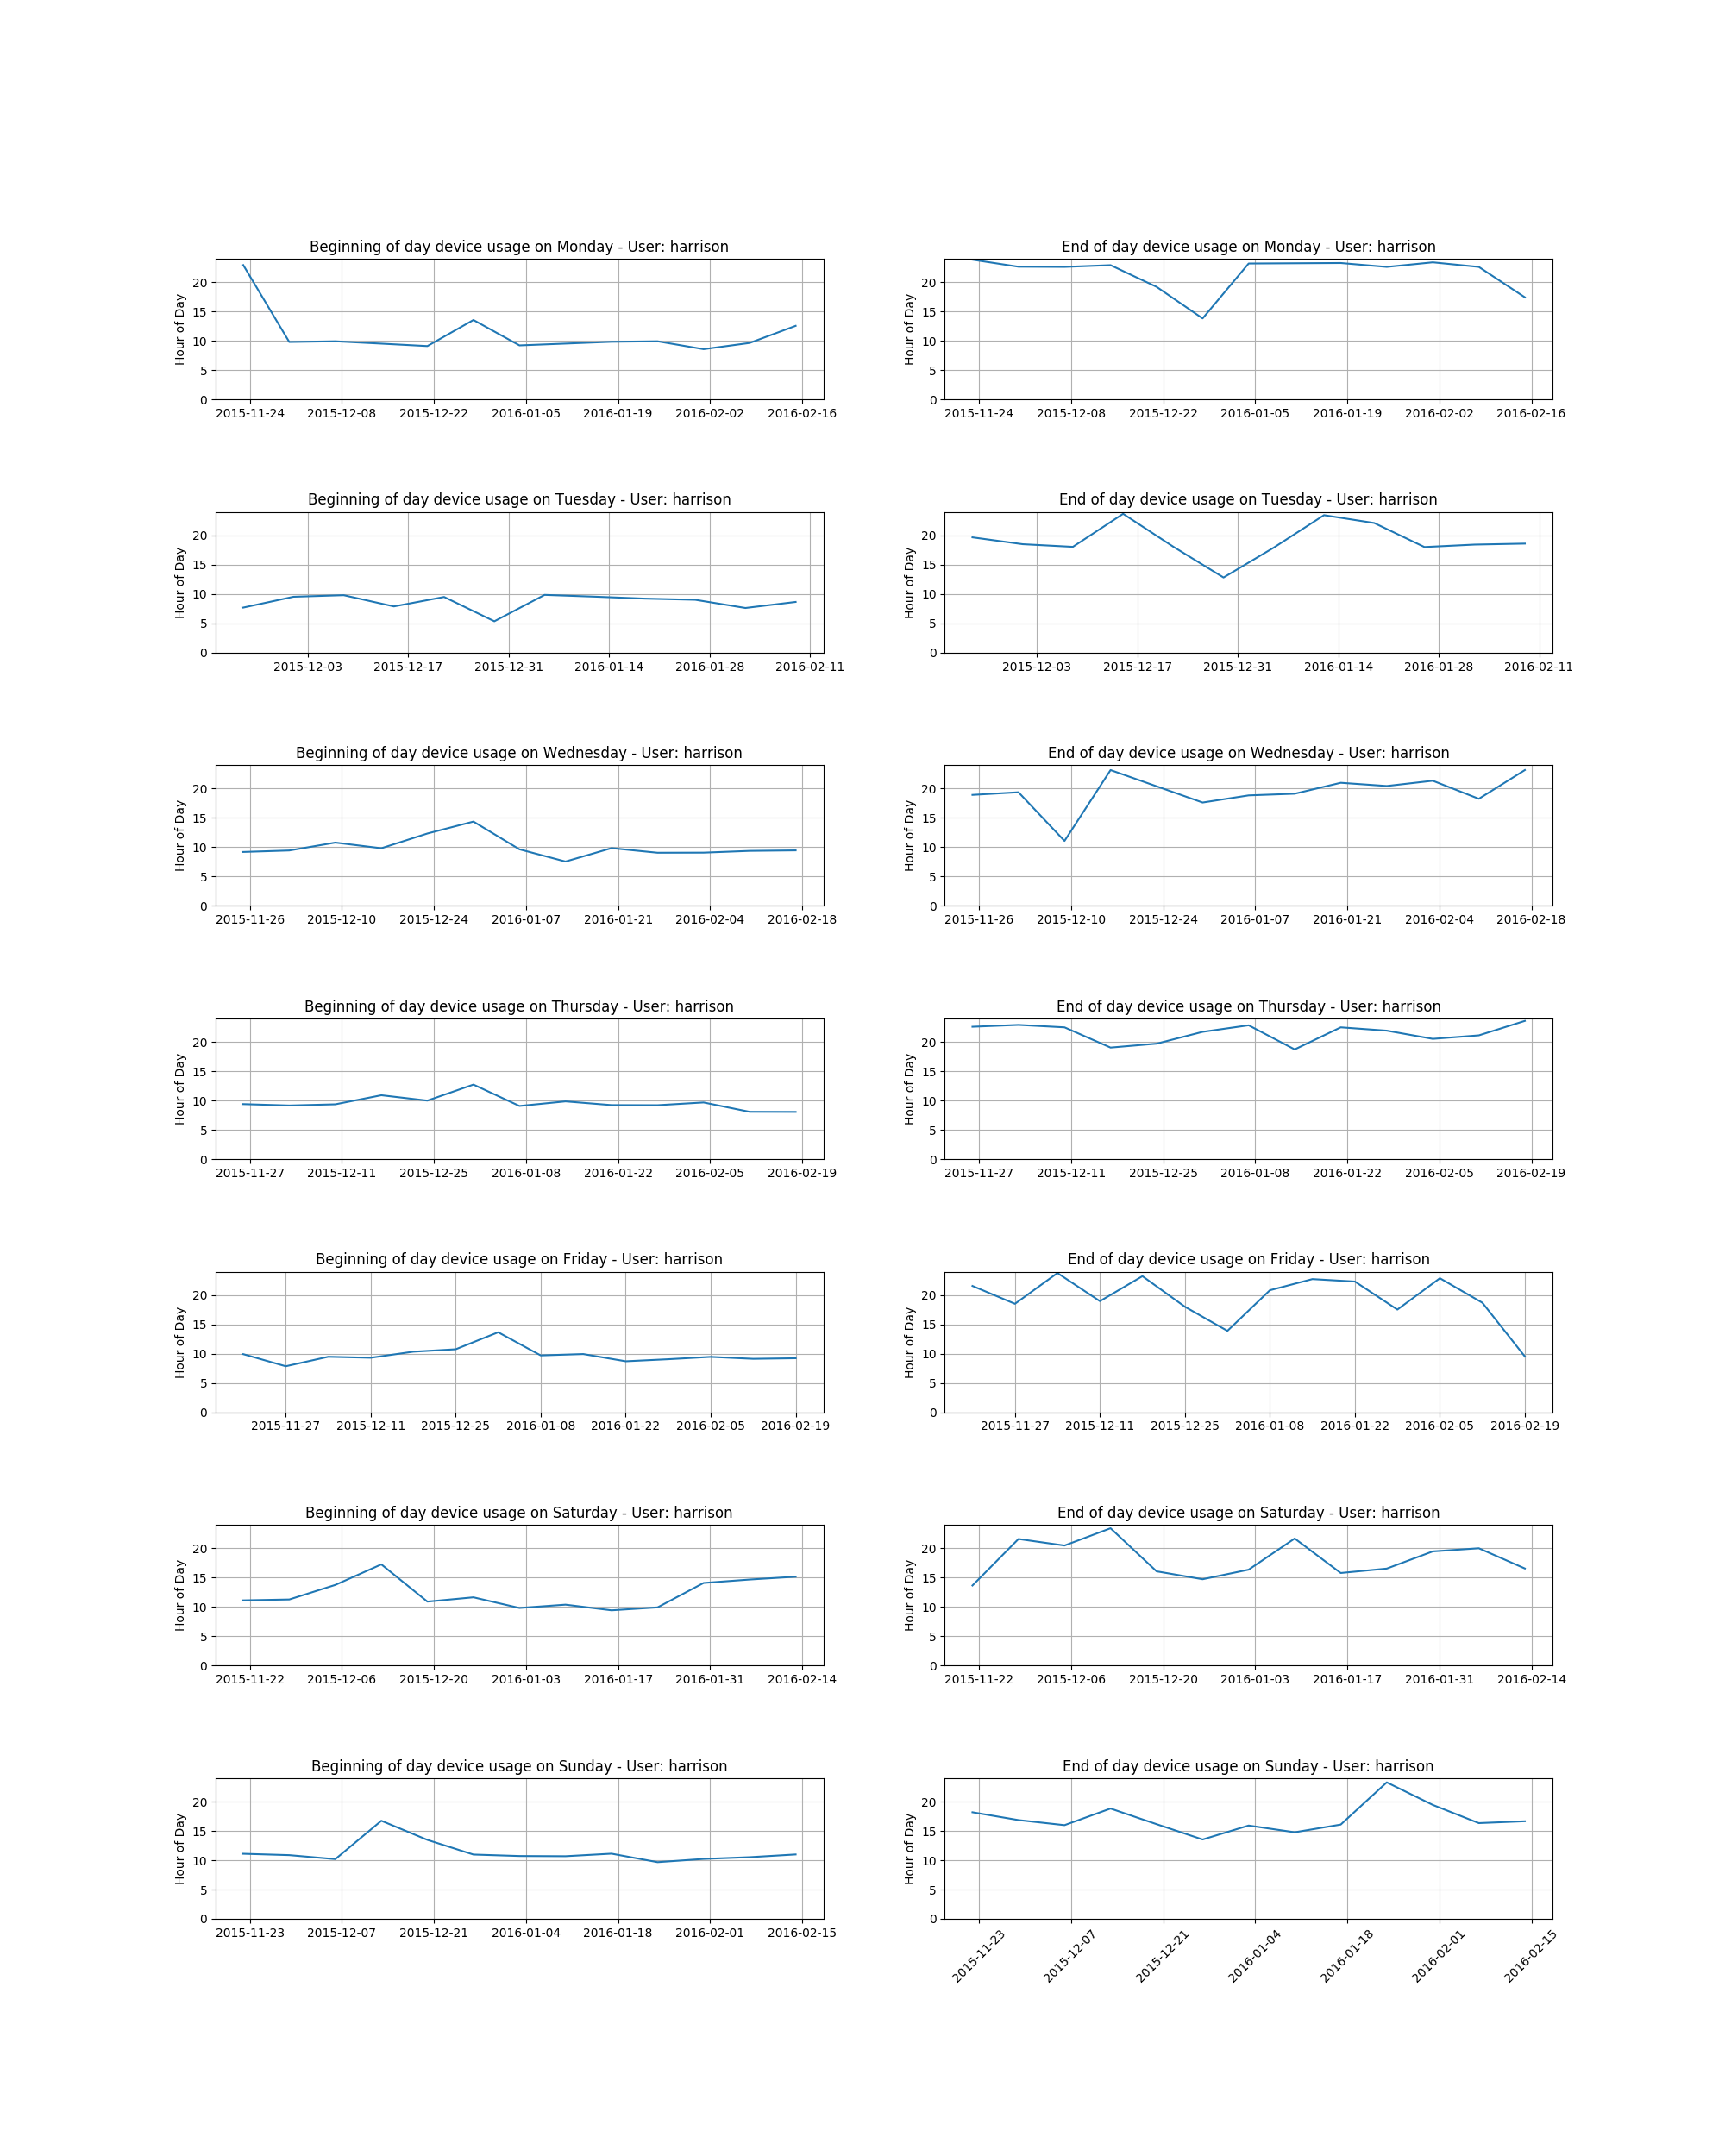 Beginning of day device usage on Monday - User: harrison
Hour of Day
20
15
10
5
0
2015-11-24 2015-12-08 2015-12-22 2016-01-05 2016-01-19 2016-02-02 2016-02-16
End of day device usage on Monday - User: harrison
Hour of Day
20
15
10
5
0
2015-11-24 2015-12-08 2015-12-22 2016-01-05 2016-01-19 2016-02-02 2016-02-16
Beginning of day device usage on Tuesday - User: harrison
Hour of Day
20
15
10
5
0
2015-12-03 2015-12-17 2015-12-31 2016-01-14 2016-01-28 2016-02-11
End of day device usage on Tuesday - User: harrison
Hour of Day
20
15
10
5
0
2015-12-03 2015-12-17 2015-12-31 2016-01-14 2016-01-28 2016-02-11
Beginning of day device usage on Wednesday - User: harrison
Hour of Day
20
15
10
5
0
2015-11-26 2015-12-10 2015-12-24 2016-01-07 2016-01-21 2016-02-04 2016-02-18
End of day device usage on Wednesday - User: harrison
Hour of Day
20
15
10
5
0
2015-11-26 2015-12-10 2015-12-24 2016-01-07 2016-01-21 2016-02-04 2016-02-18
Beginning of day device usage on Thursday - User: harrison
Hour of Day
20
15
10
5
0
2015-11-27 2015-12-11 2015-12-25 2016-01-08 2016-01-22 2016-02-05 2016-02-19
End of day device usage on Thursday - User: harrison
Hour of Day
20
15
10
5
0
2015-11-27 2015-12-11 2015-12-25 2016-01-08 2016-01-22 2016-02-05 2016-02-19
Beginning of day device usage on Friday - User: harrison
Hour of Day
20
15
10
5
0
2015-11-27 2015-12-11 2015-12-25 2016-01-08 2016-01-22 2016-02-05 2016-02-19
End of day device usage on Friday - User: harrison
Hour of Day
20
15
10
5
0
2015-11-27 2015-12-11 2015-12-25 2016-01-08 2016-01-22 2016-02-05 2016-02-19
Beginning of day device usage on Saturday - User: harrison
Hour of Day
20
15
10
5
0
2015-11-22 2015-12-06 2015-12-20 2016-01-03 2016-01-17 2016-01-31 2016-02-14
End of day device usage on Saturday - User: harrison
Hour of Day
20
15
10
5
0
2015-11-22 2015-12-06 2015-12-20 2016-01-03 2016-01-17 2016-01-31 2016-02-14
Beginning of day device usage on Sunday - User: harrison
Hour of Day
20
15
10
5
0
2015-11-23 2015-12-07 2015-12-21 2016-01-04 2016-01-18 2016-02-01 2016-02-15
End of day device usage on Sunday - User: harrison
Hour of Day
20
15
10
5
0
2015-11-23 2015-12-07 2015-12-21 2016-01-04 2016-01-18 2016-02-01 2016-02-15